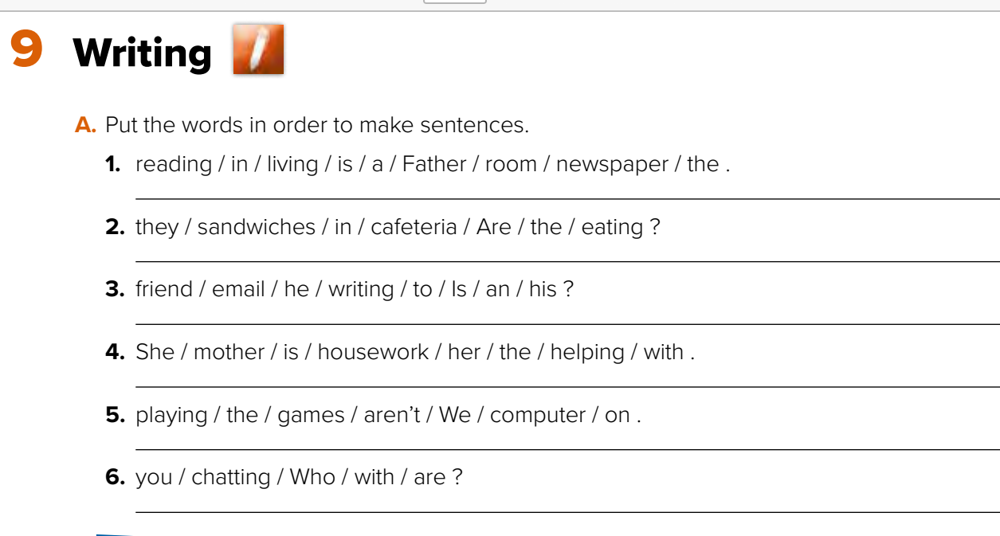 9 Writing
A. Put the words in order to make sentences.
1. reading / in / living / is / a / Father / room / newspaper / the .
2. they / sandwiches / in / cafeteria / Are / the / eating ?
3. friend / email / he / writing / to / Is / an / his ?
4. She / mother / is / housework / her / the / helping / with .
5. playing / the / games / aren’t / We / computer / on .
6. you / chatting / Who / with / are ?